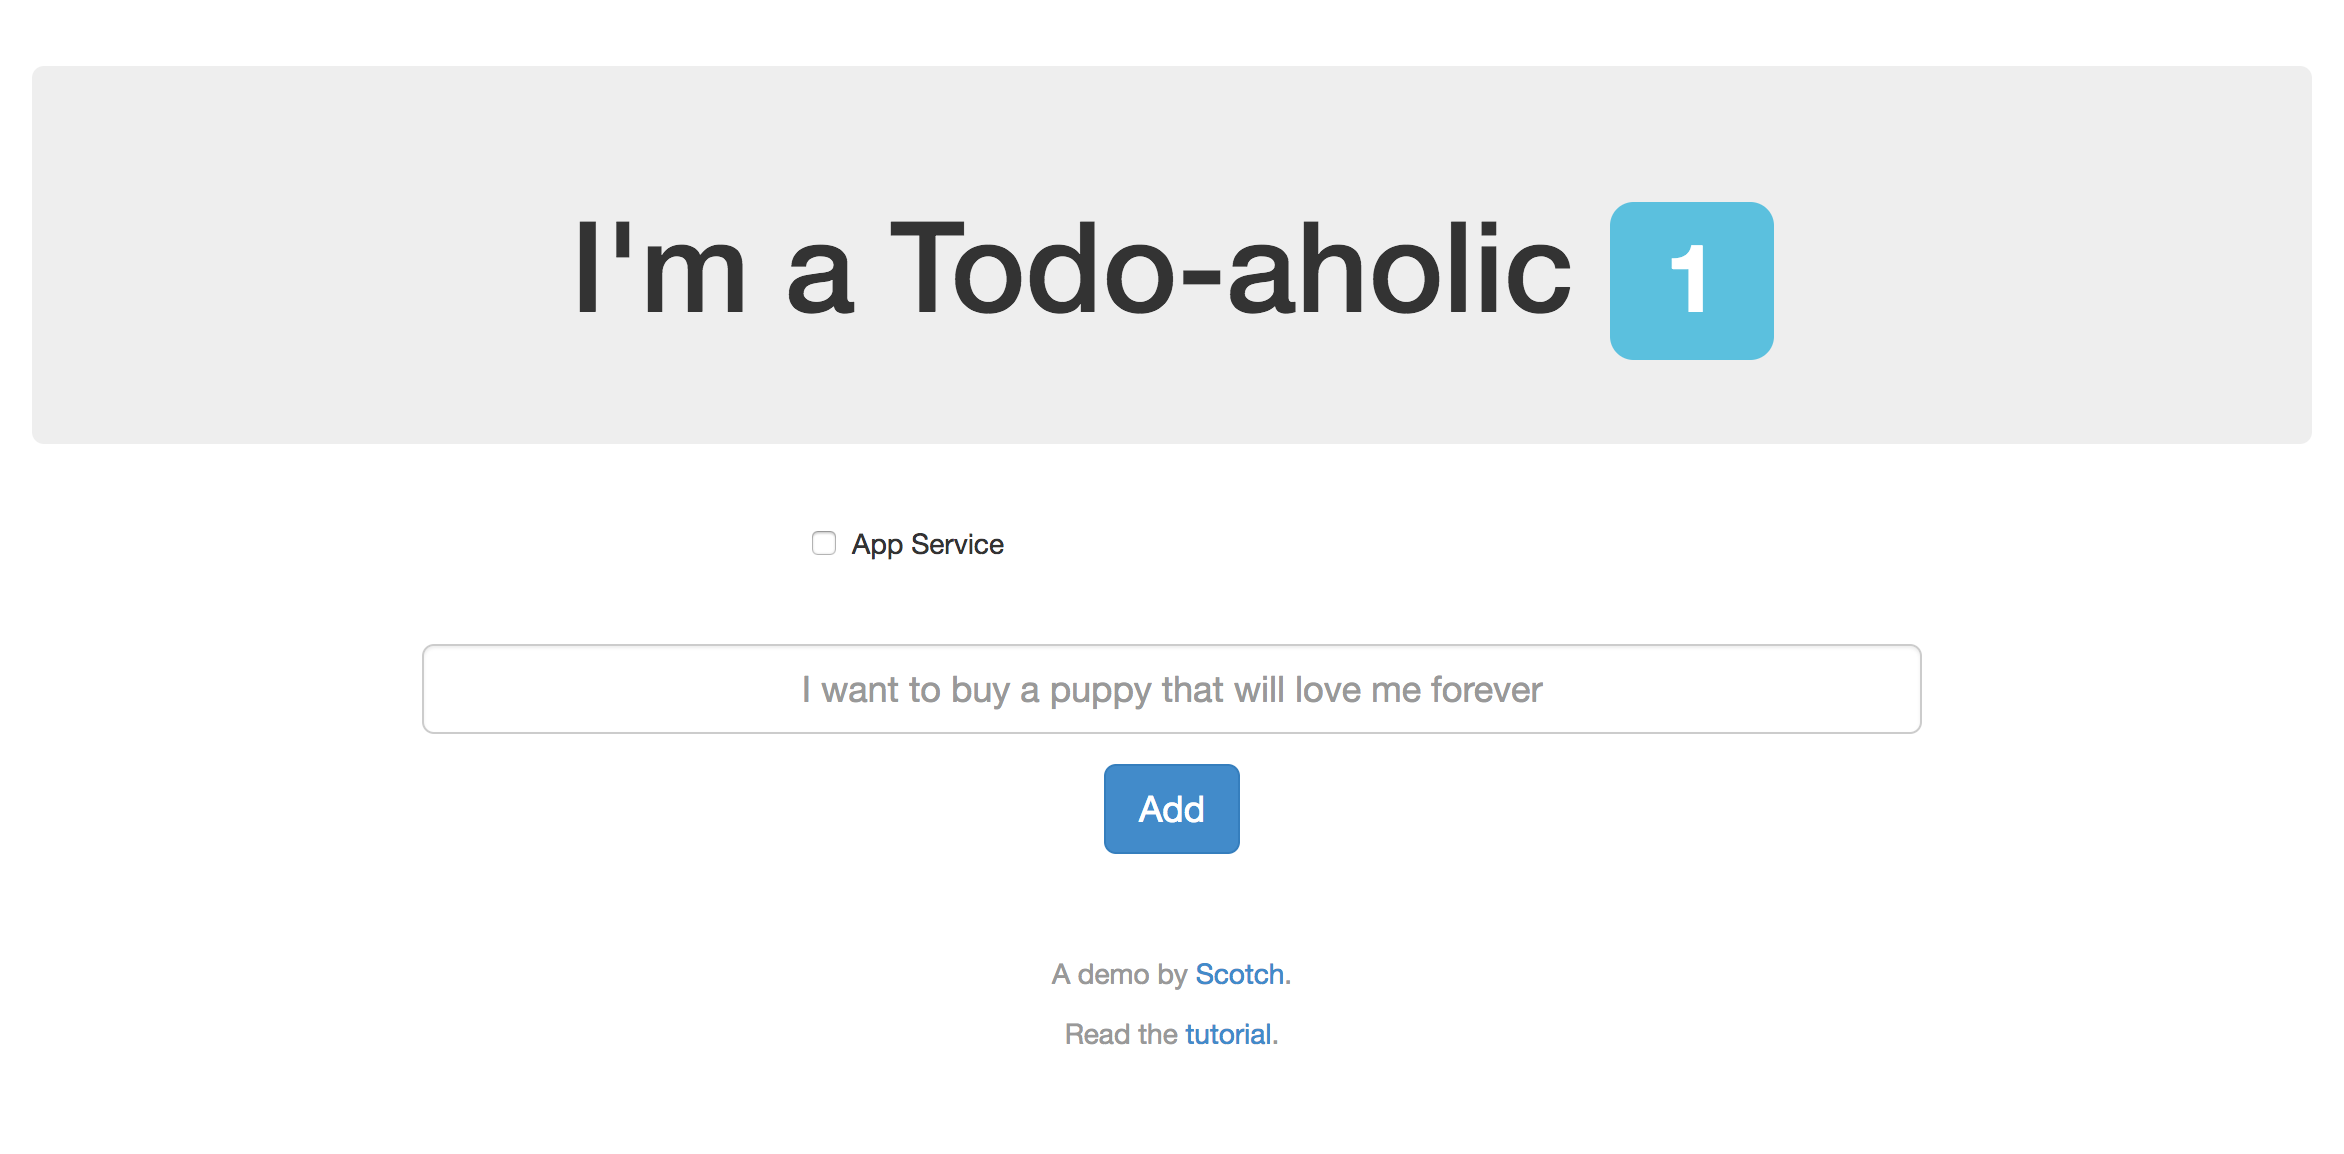 I'm a Todo-aholic 1
App Service
I want to buy a puppy that will love me forever
Add
A demo by Scotch.
Read the tutorial.